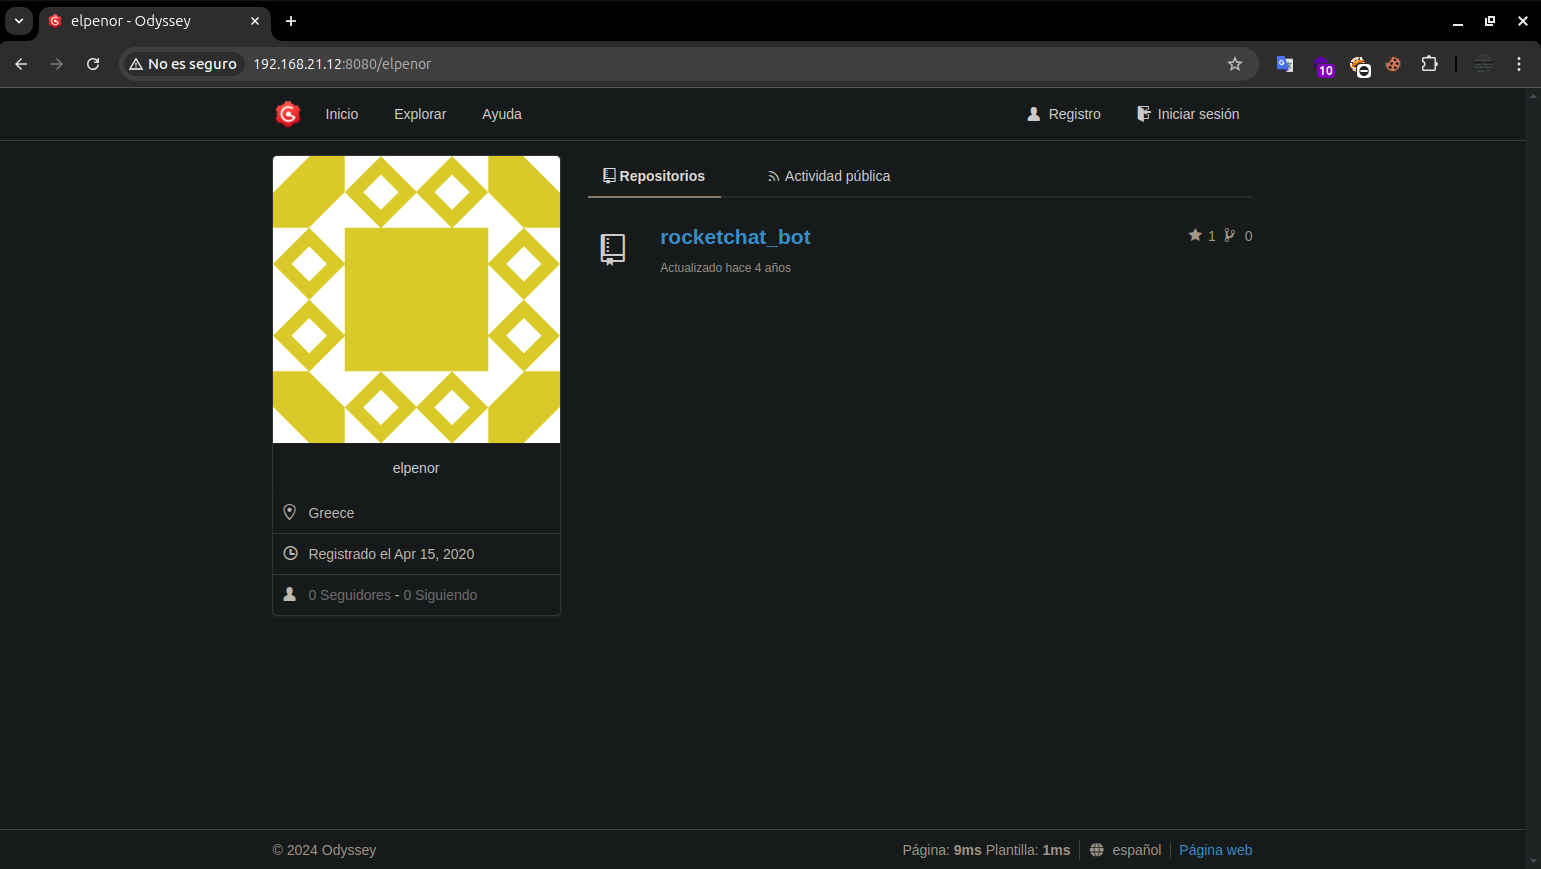 elpenor - Odyssey
No es seguro 192.168.21.12:8080/elpenor
10
Inicio Explorar Ayuda Registro Iniciar sesión
Repositorios Actividad pública
rocketchat_bot 1 0
Actualizado hace 4 años
elpenor
Greece
Registrado el Apr 15, 2020
0 Seguidores - 0 Siguiendo
© 2024 Odyssey Página: 9ms Plantilla: 1ms español Página web